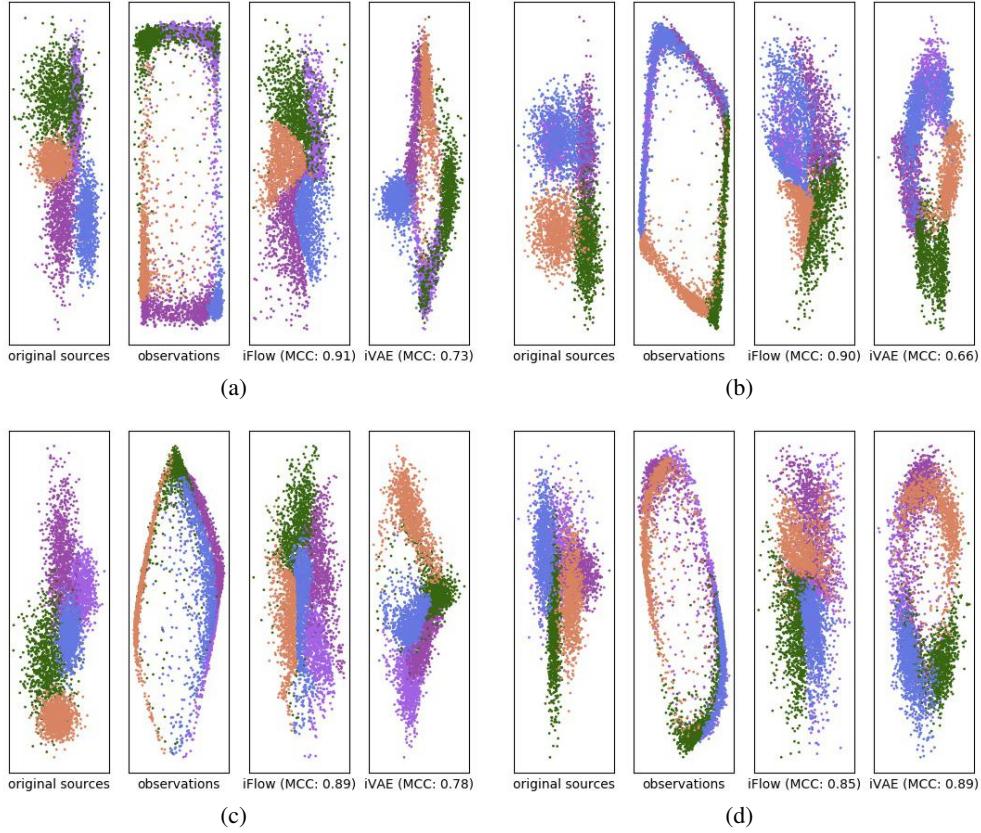 original sources observations iFlow (MCC: 0.91) iVAE (MCC: 0.73)
original sources observations iFlow (MCC: 0.90) iVAE (MCC: 0.66)
(a)
(b)
original sources observations iFlow (MCC: 0.89) iVAE (MCC: 0.78)
original sources observations iFlow (MCC: 0.85) iVAE (MCC: 0.89)
(c)
(d)